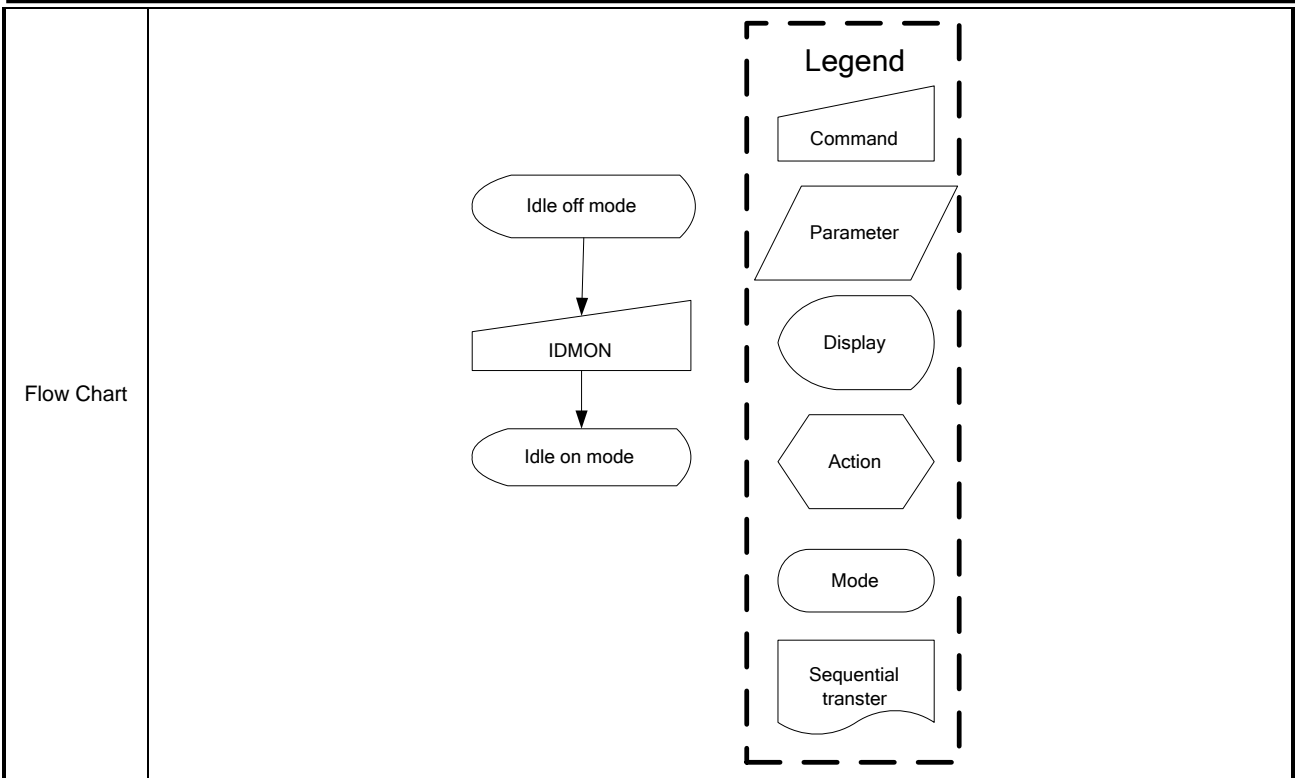 Flow Chart
Idle off mode
IDMON
Idle on mode
Legend
Command
Parameter
Display
Action
Mode
Sequential
transter